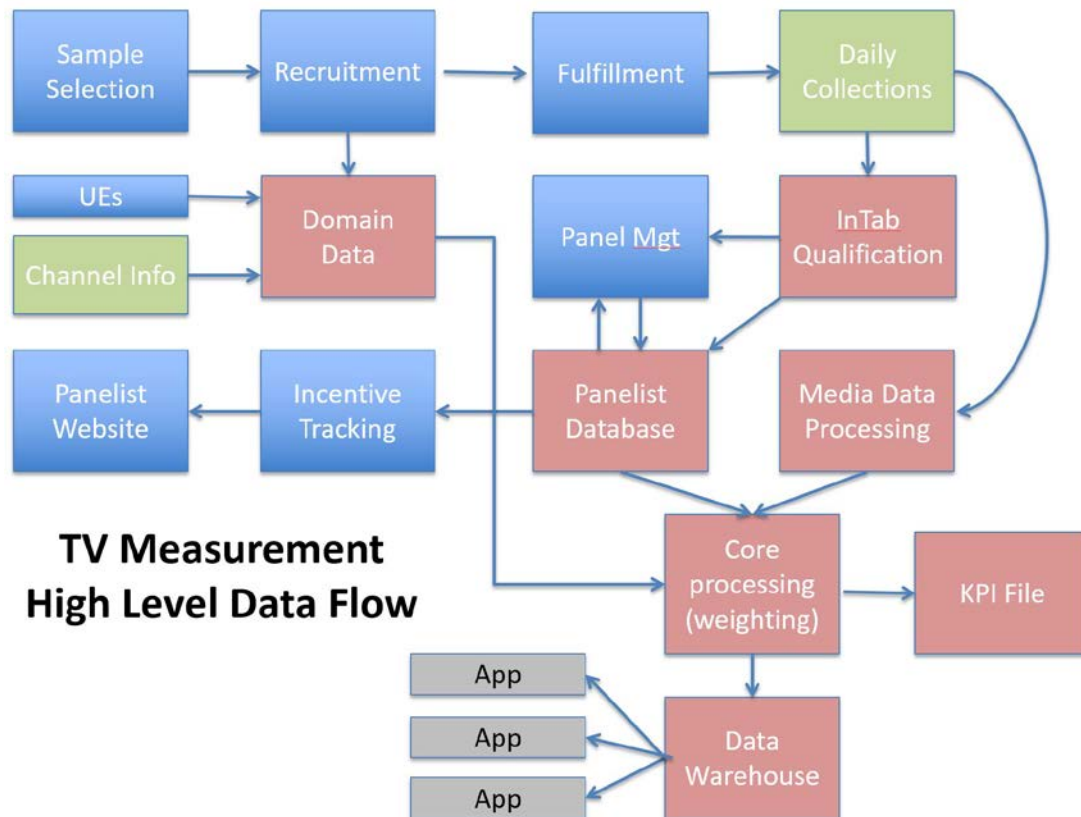 Sample
Selection
Recruitment
Fulfillment
Daily
Collections
UEs
Channel Info
Domain
Data
Panel Mgt
InTab
Qualification
Panelist
Website
Incentive
Tracking
Panelist
Database
Media Data
Processing
TV Measurement
High Level Data Flow
Core
processing
(weighting)
KPI File
App
App
App
Data
Warehouse